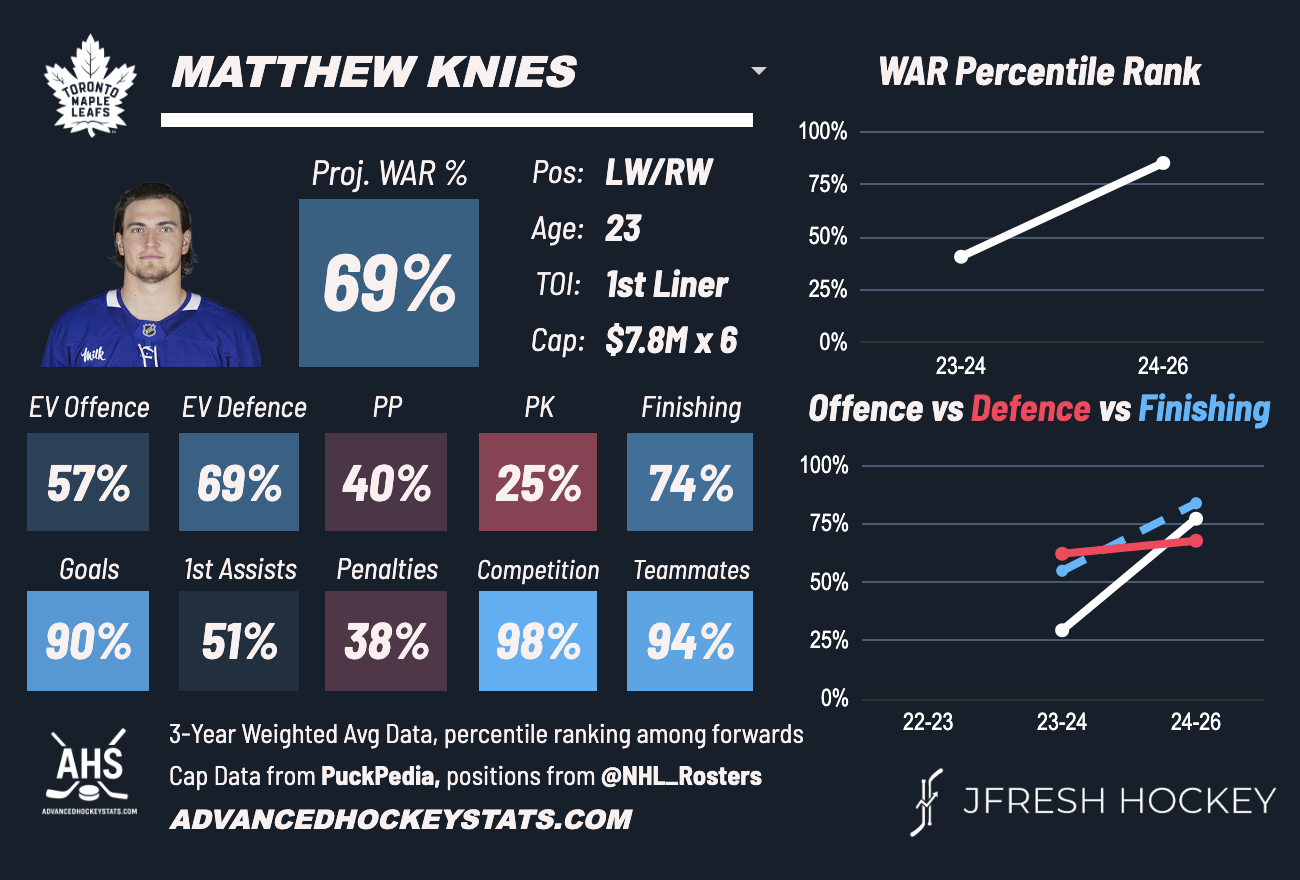 TORONTO
MAPLE
LEAFS
MATTHEW KNIES
Proj. WAR %
69%
Pos: LW/RW
Age: 23
TOI: 1st Liner
Cap: $7.8M x 6
Milk
EV Offence EV Defence PP PK Finishing
57% 69% 40% 25% 74%
Goals 1st Assists Penalties Competition Teammates
90% 51% 38% 98% 94%
WAR Percentile Rank
100%
75%
50%
25%
0%
23-24 24-26
Offence vs Defence vs Finishing
100%
75%
50%
25%
0%
22-23 23-24 24-26
AHS
ADVANCEDHOCKEYSTATS.COM
3-Year Weighted Avg Data, percentile ranking among forwards
Cap Data from PuckPedia, positions from @NHL_Rosters
ADVANCEDHOCKEYSTATS.COM
JFRESH HOCKEY